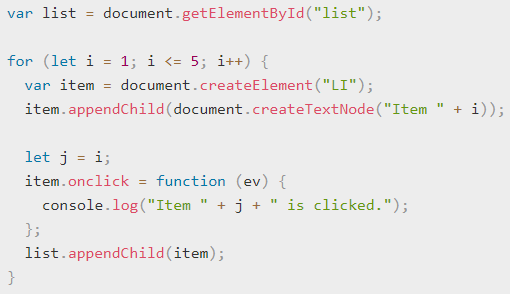 var list = document.getElementById("list");
for (let i = 1; i <= 5; i++) {
var item = document.createElement("LI");
item.appendChild(document.createTextNode("Item " + i));
let j = i;
item.onclick = function (ev) {
console.log("Item " + j + " is clicked.");
};
list.appendChild(item);
}